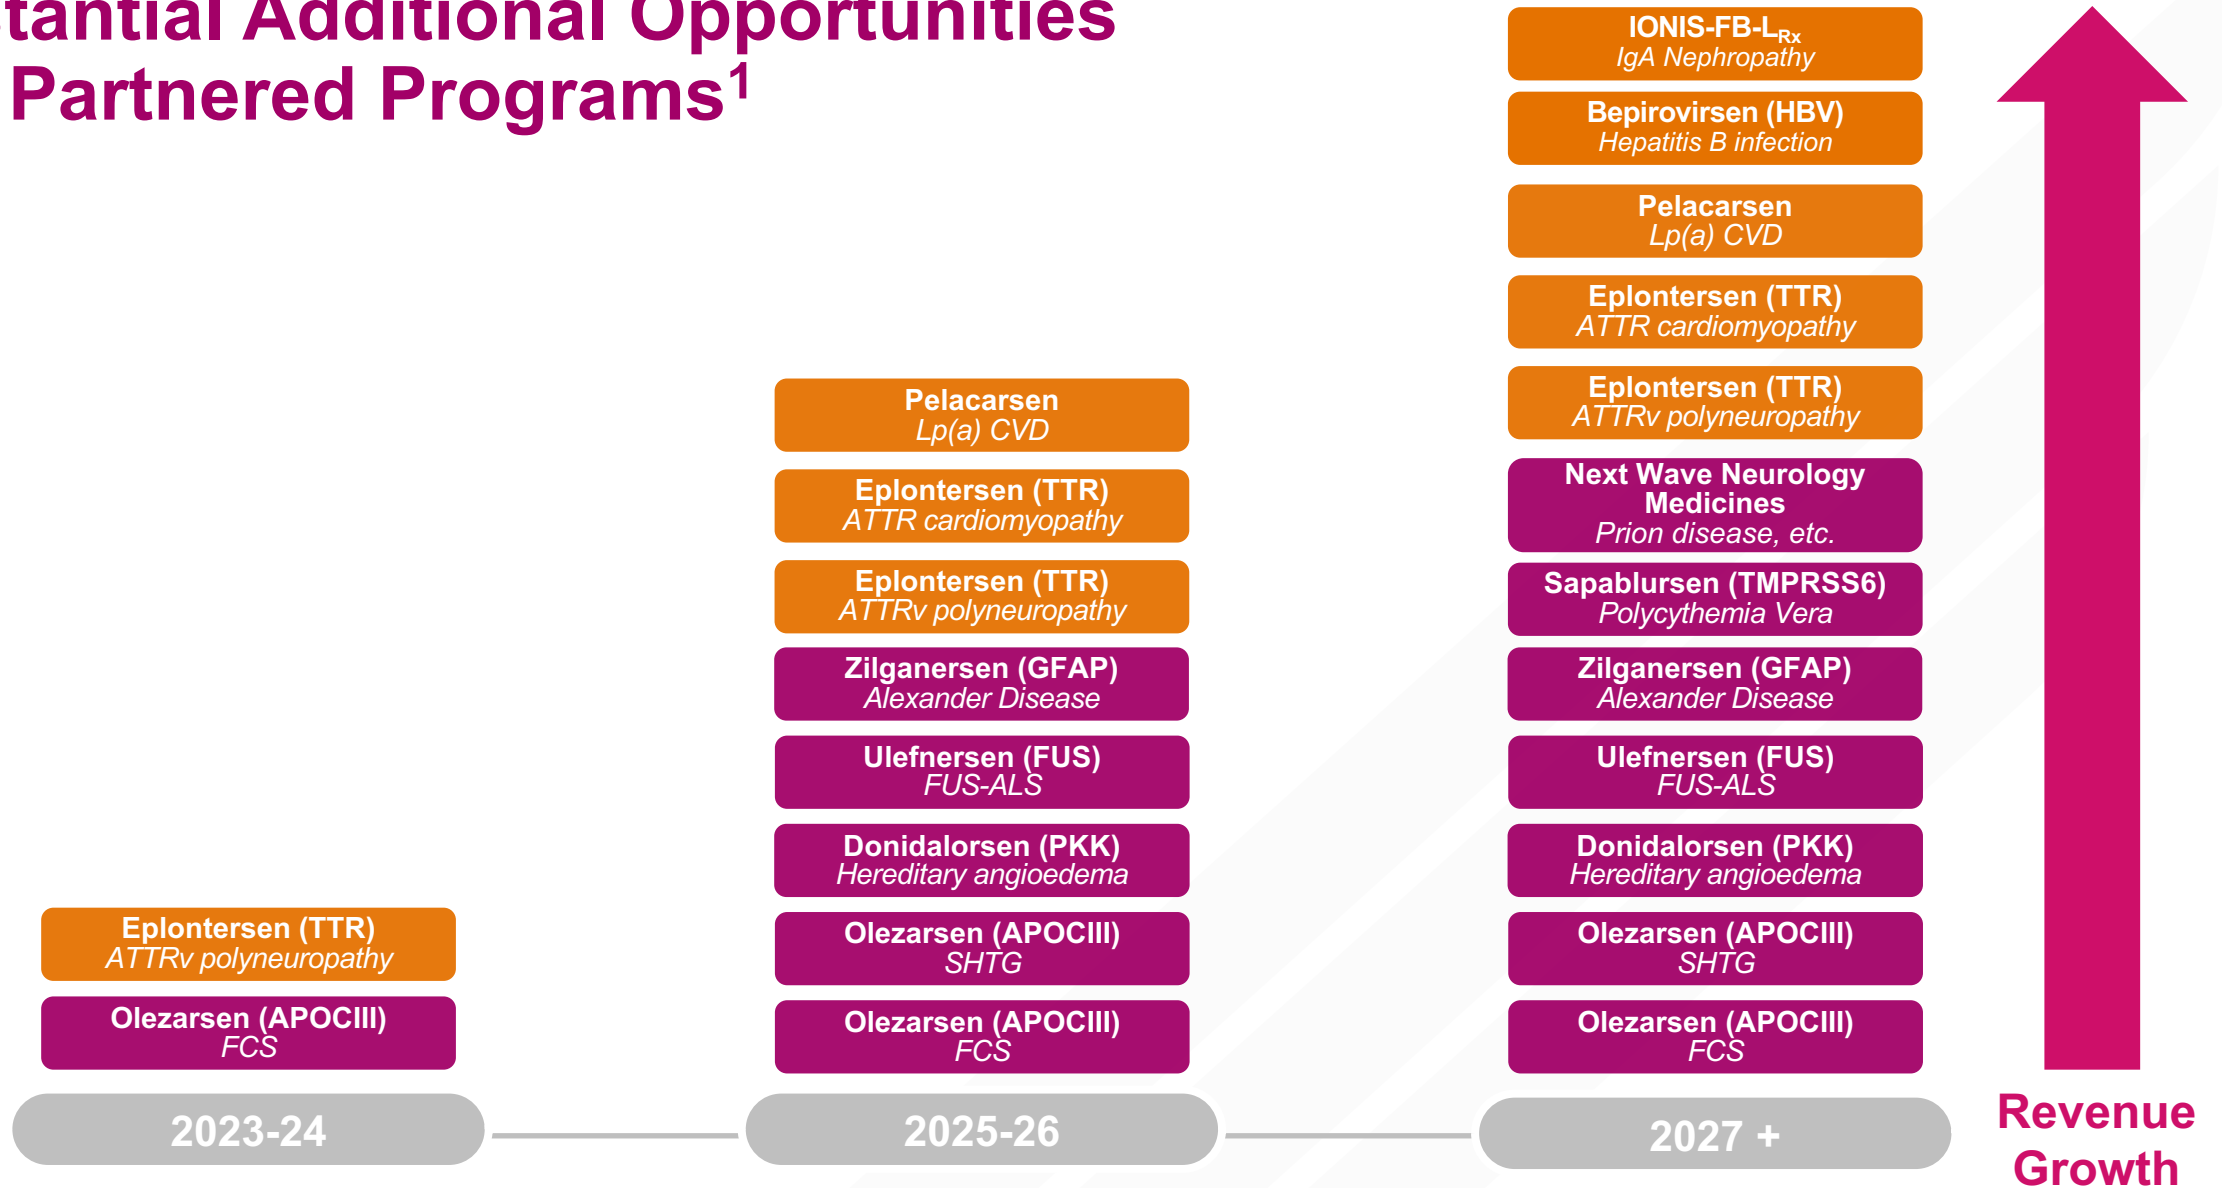 Additional Opportunities
Partnered Programs¹
IONIS-FB-L_Rx
IgA Nephropathy
Bepirovirsen (HBV)
Hepatitis B infection
Pelacarsen
Lp(a) CVD
Eplontersen (TTR)
ATTR cardiomyopathy
Eplontersen (TTR)
ATTRv polyneuropathy
Next Wave Neurology
Medicines
Prion disease, etc.
Sapablursen (TMPRSS6)
Polycythemia Vera
Zilganersen (GFAP)
Alexander Disease
Ulefnersen (FUS)
FUS-ALS
Donidalorsen (PKK)
Hereditary angioedema
Olezarsen (APOCIII)
SHTG
Olezarsen (APOCIII)
FCS
2027 +
Pelacarsen
Lp(a) CVD
Eplontersen (TTR)
ATTR cardiomyopathy
Eplontersen (TTR)
ATTRv polyneuropathy
Zilganersen (GFAP)
Alexander Disease
Ulefnersen (FUS)
FUS-ALS
Donidalorsen (PKK)
Hereditary angioedema
Olezarsen (APOCIII)
SHTG
Olezarsen (APOCIII)
FCS
2025-26
Eplontersen (TTR)
ATTRv polyneuropathy
Olezarsen (APOCIII)
FCS
2023-24
Revenue
Growth